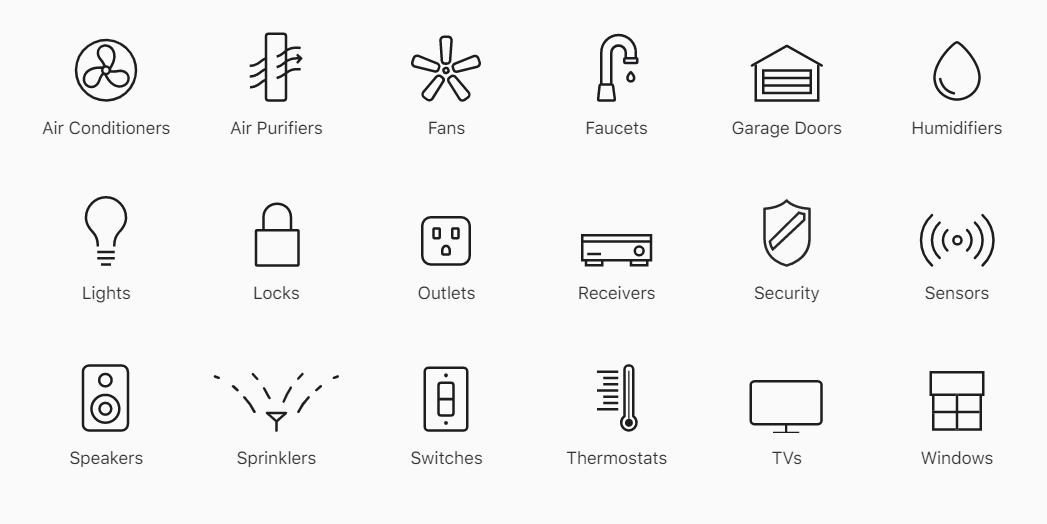 Air Conditioners
Air Purifiers
Fans
Faucets
Garage Doors
Humidifiers
Lights
Locks
Outlets
Receivers
Security
Sensors
Speakers
Sprinklers
Switches
Thermostats
TVs
Windows